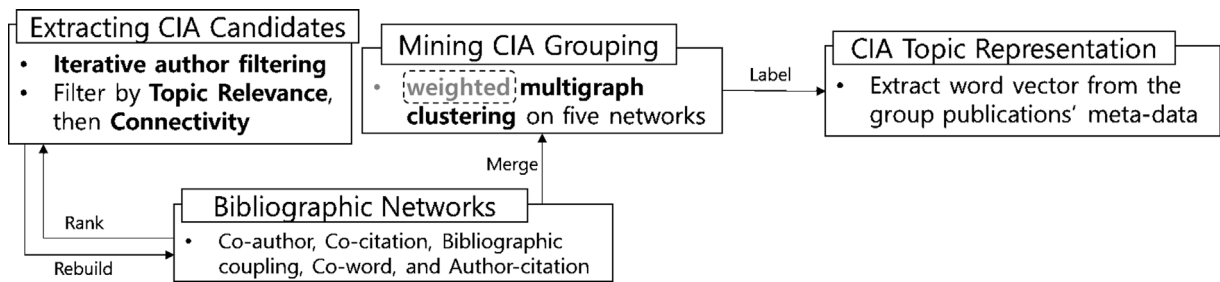 Extracting CIA Candidates
• Iterative author filtering
• Filter by Topic Relevance,
then Connectivity
Mining CIA Grouping
• weighted multigraph
clustering on five networks
Label
CIA Topic Representation
• Extract word vector from the
group publications' meta-data
Merge
Rank
Rebuild
Bibliographic Networks
• Co-author, Co-citation, Bibliographic
coupling, Co-word, and Author-citation